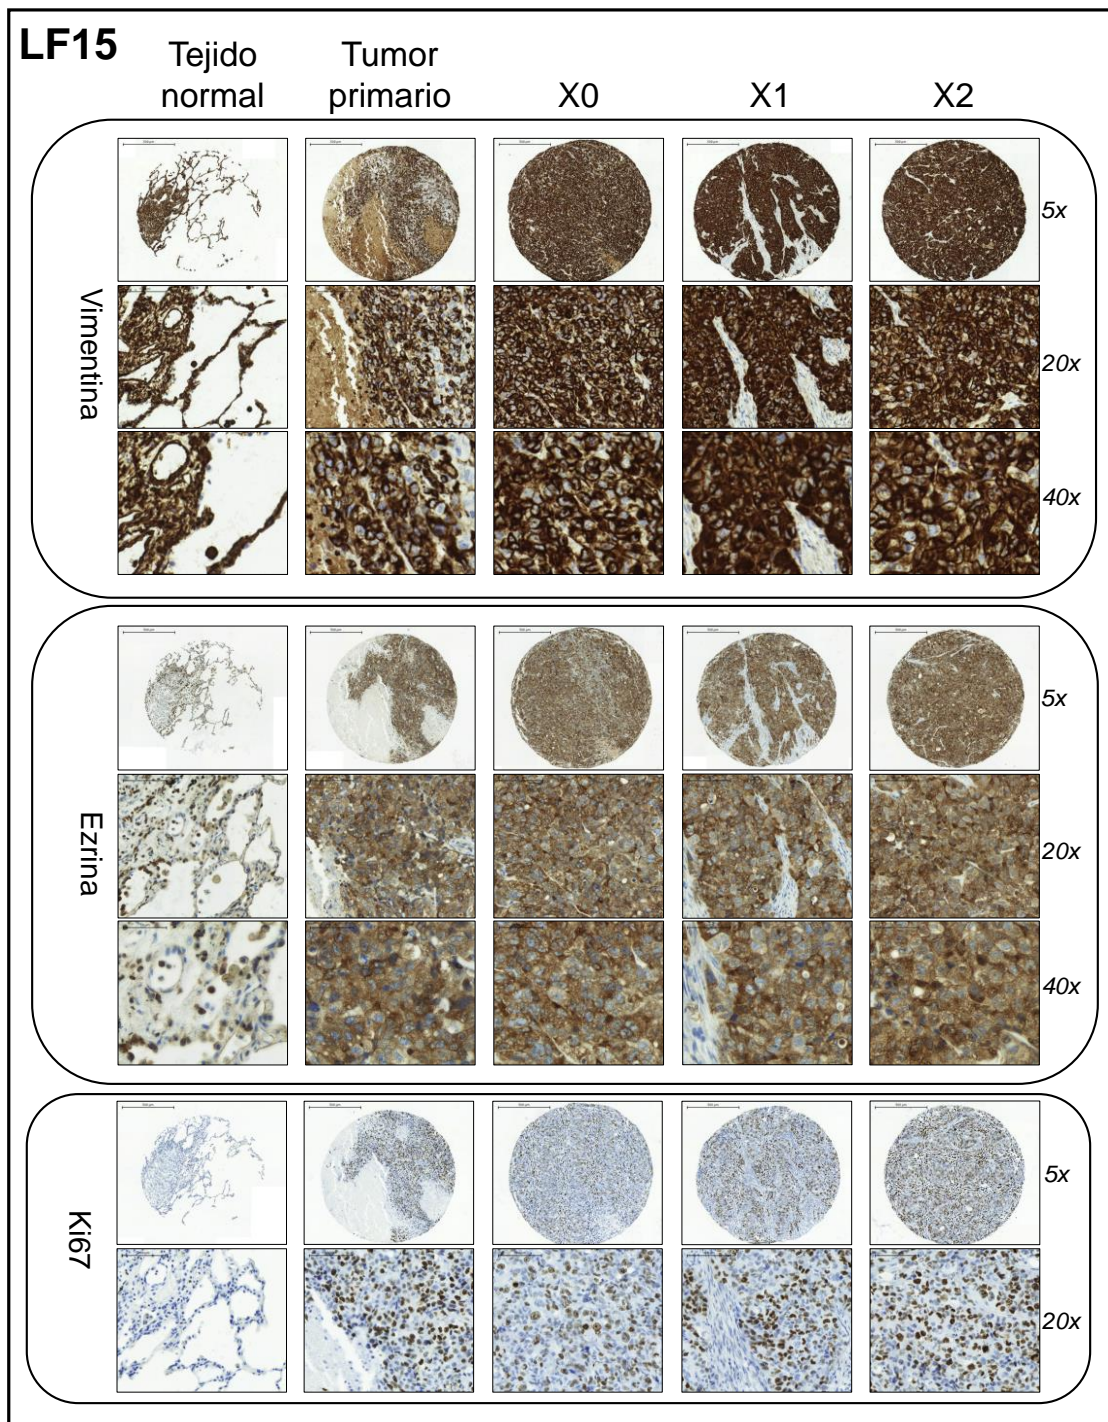 LF15
Tejido normal
Tumor primario
X0
X1
X2
Vimentina
5x
20x
40x
Ezrina
5x
20x
40x
Ki67
5x
20x